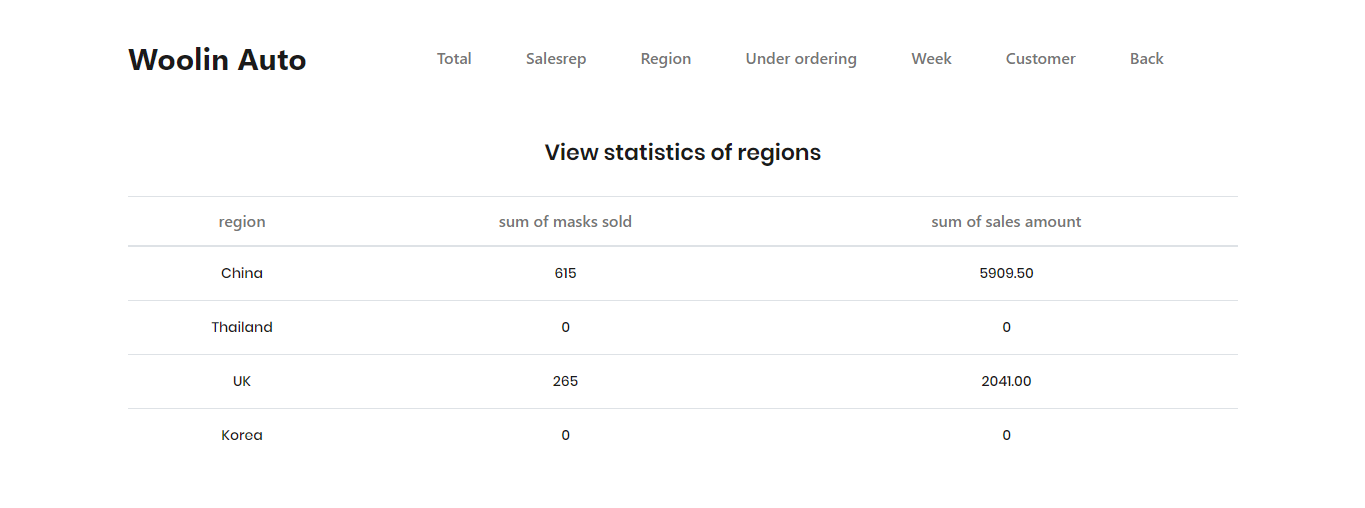 Woolin Auto Total Salesrep Region Under ordering Week Customer Back
View statistics of regions
region sum of masks sold sum of sales amount
China 615 5909.50
Thailand 0 0
UK 265 2041.00
Korea 0 0